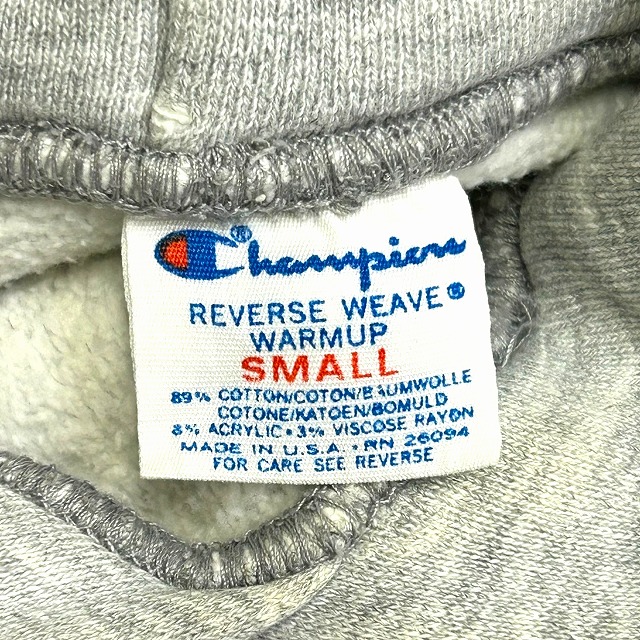 Champion®
REVERSE WEAVE®
WARMUP
SMALL
89% COTTON/COTON/BAUMWOLLE
COTONE/KATOEN/BOMULD
8% ACRYLIC•3% VISCOSE RAYON
MADE IN U.S.A • RN 26094
FOR CARE SEE REVERSE